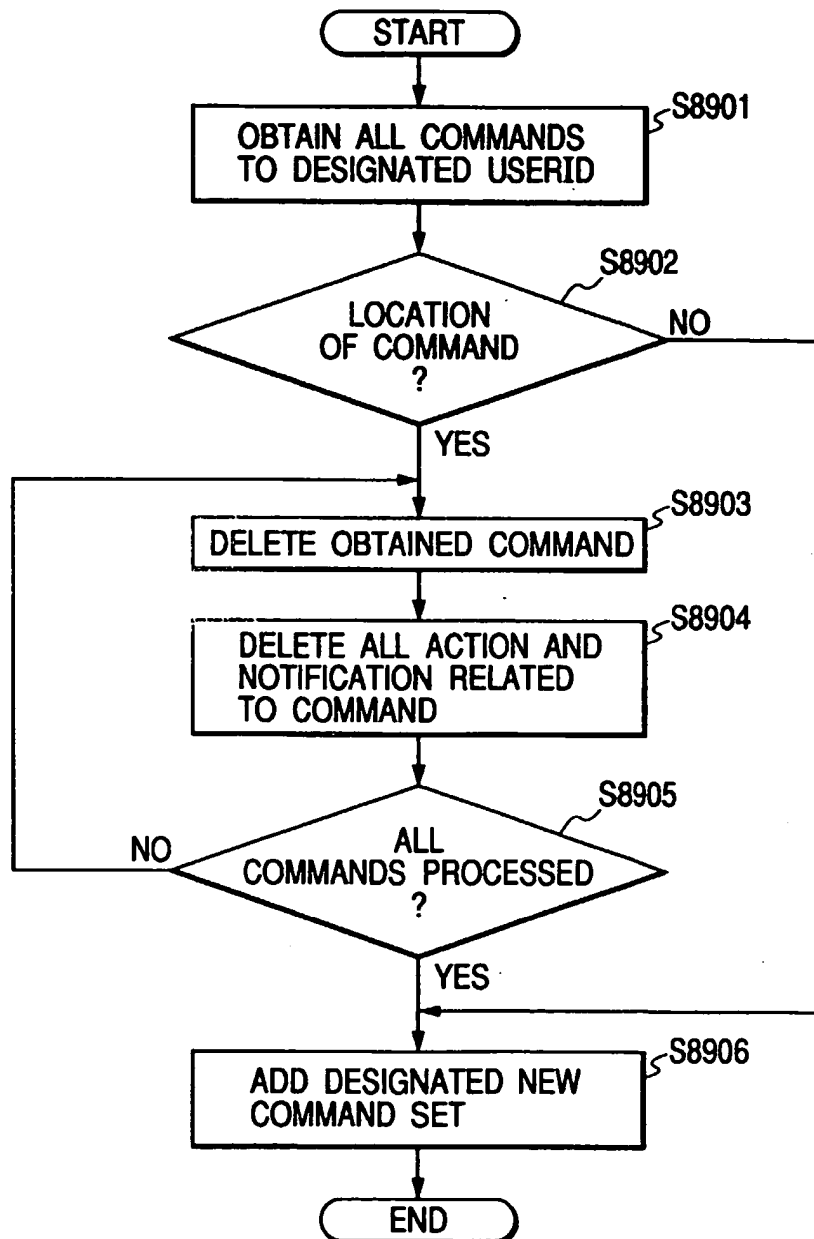 START
S8901
OBTAIN ALL COMMANDS
TO DESIGNATED USERID
S8902
LOCATION
OF COMMAND
?
NO
YES
S8903
DELETE OBTAINED COMMAND
S8904
DELETE ALL ACTION AND
NOTIFICATION RELATED
TO COMMAND
S8905
ALL
COMMANDS PROCESSED
?
NO
YES
S8906
ADD DESIGNATED NEW
COMMAND SET
END